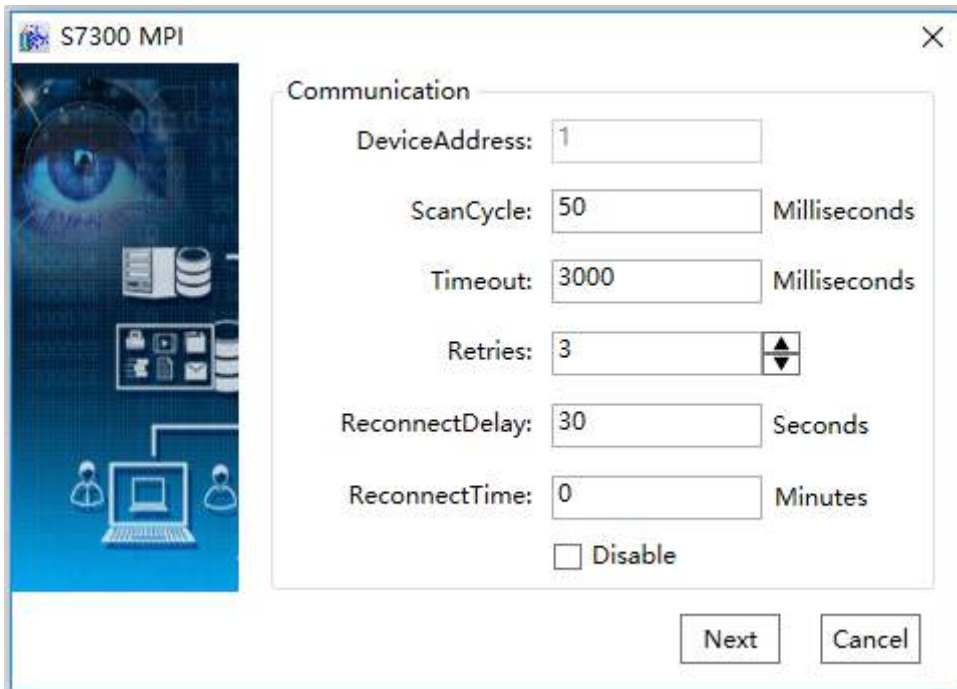 S7300 MPI
Communication
DeviceAddress: 1
ScanCycle: 50 Milliseconds
Timeout: 3000 Milliseconds
Retries: 3
ReconnectDelay: 30 Seconds
ReconnectTime: 0 Minutes
Disable
Next Cancel